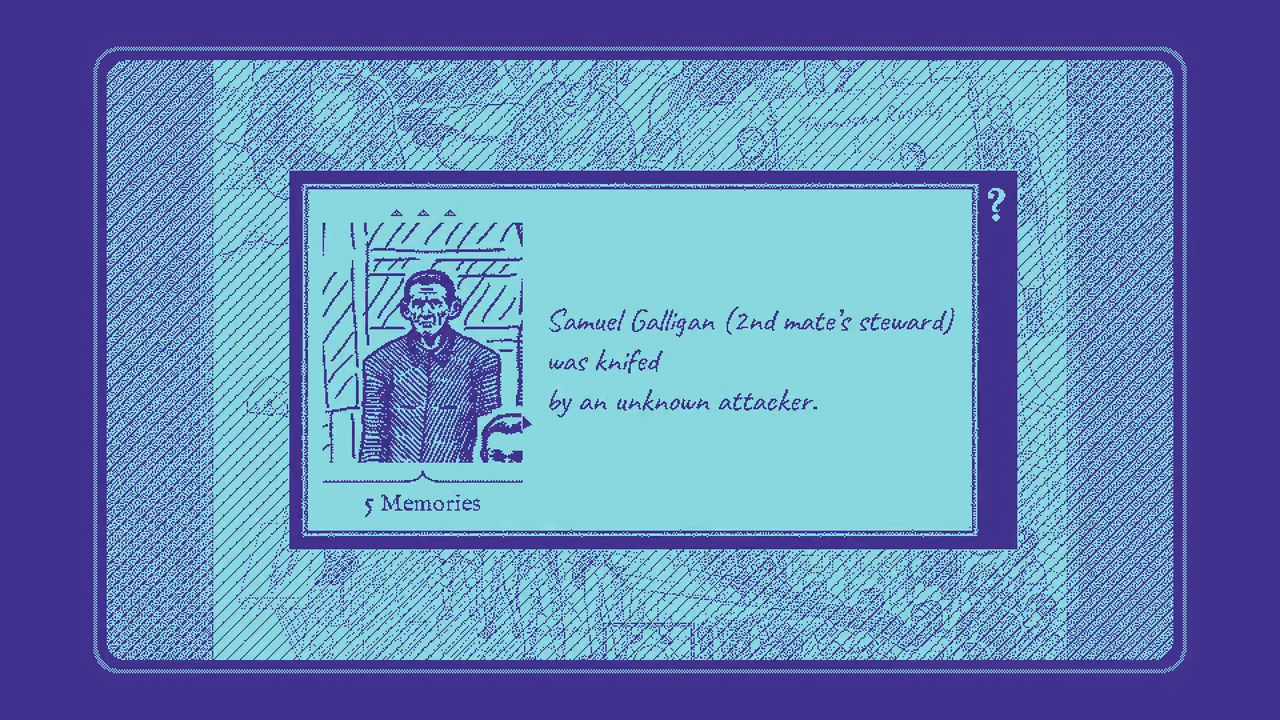 ?
Samuel Galligan (2nd mate's steward)
was knifed
by an unknown attacker.
5 Memories